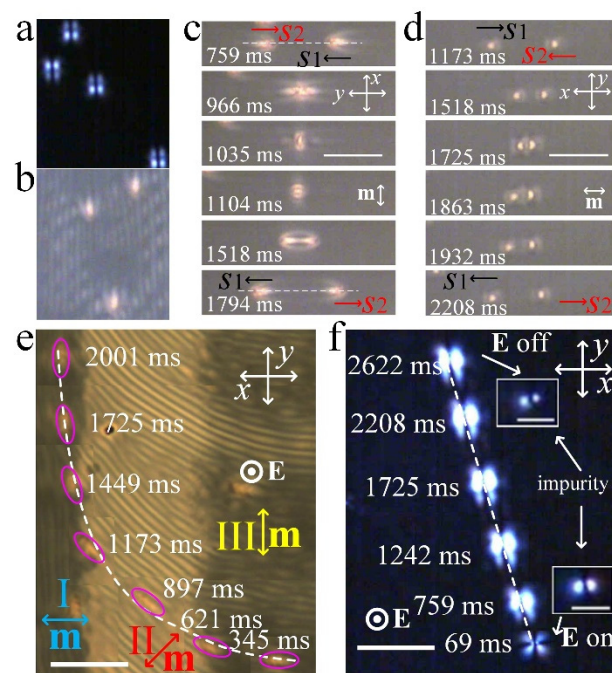 a
b
c
S2
S1
759 ms
x
y
966 ms
1035 ms
1104 ms
m
1518 ms
S1
1794 ms
S2
d
S1
S2
1173 ms
y
x
1518 ms
1725 ms
1863 ms
m
1932 ms
S1
2208 ms
S2
e
2001 ms
y
x
1725 ms
E
1449 ms
III m
1173 ms
I
m
897 ms
II
m
621 ms
345 ms
f
E off
y
x
2622 ms
2208 ms
impurity
1725 ms
1242 ms
759 ms
E
69 ms
E on